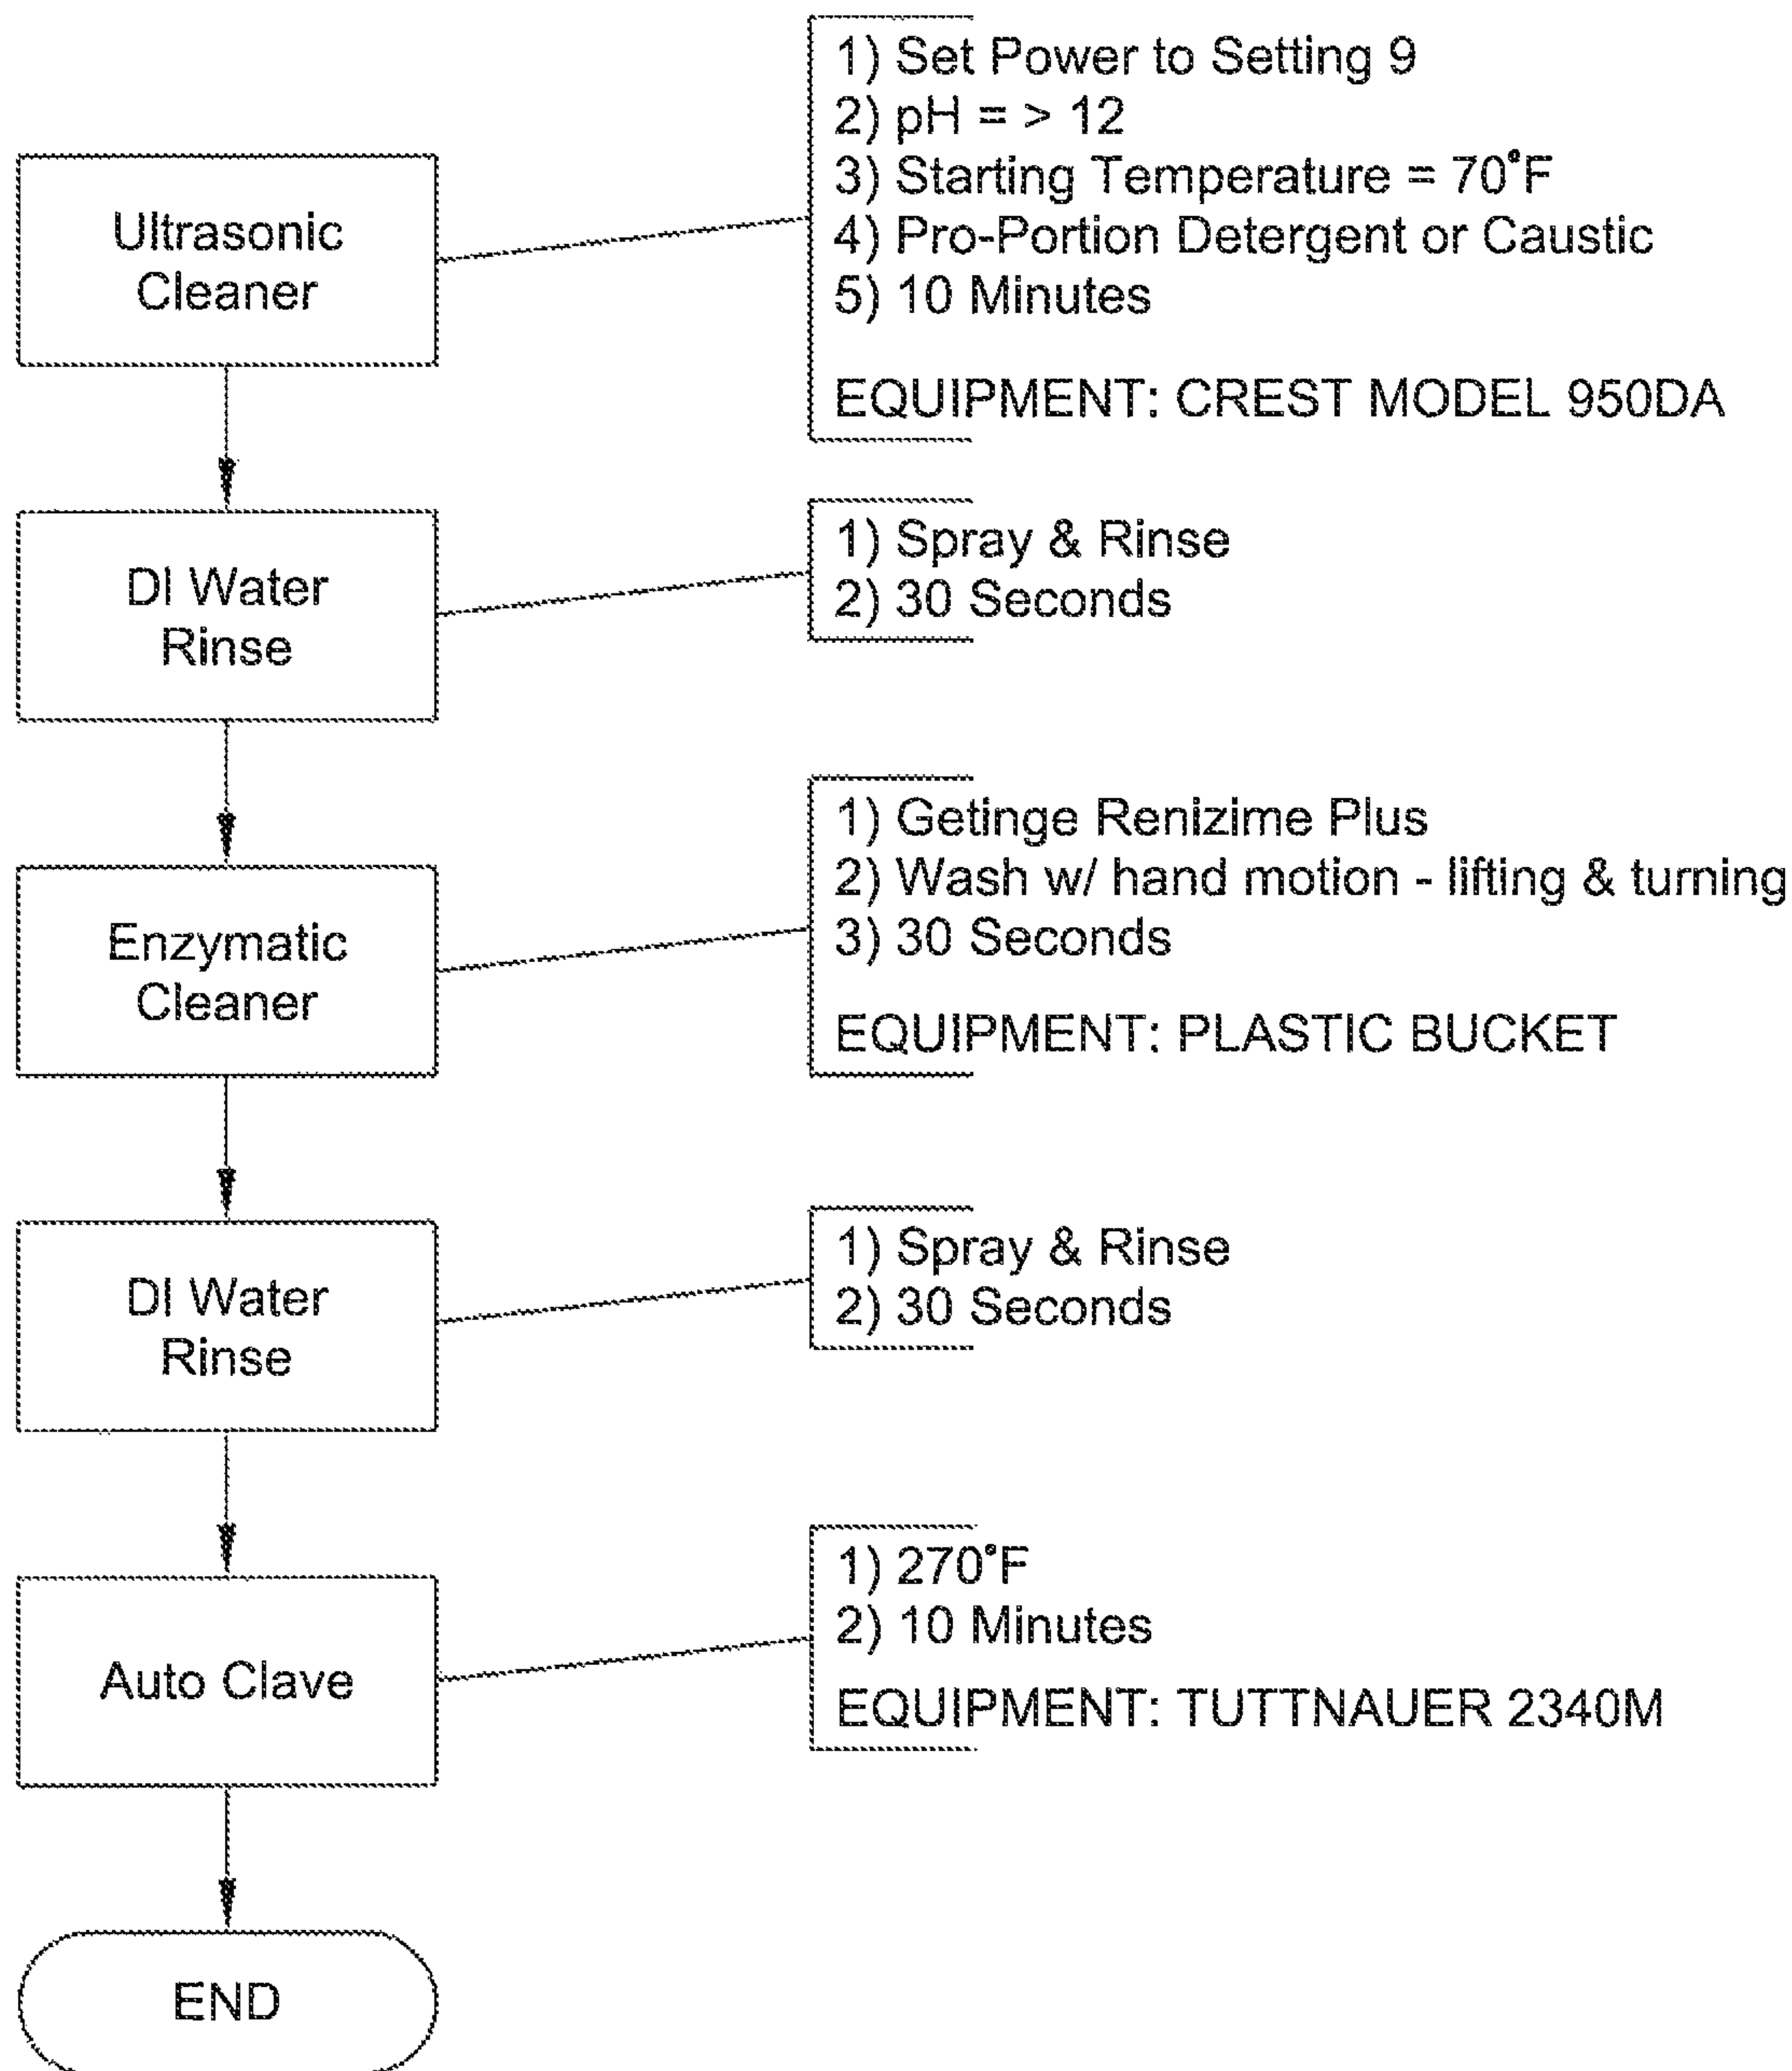 Ultrasonic
Cleaner
1) Set Power to Setting 9
2) pH = > 12
3) Starting Temperature = 70°F
4) Pro-Portion Detergent or Caustic
5) 10 Minutes
EQUIPMENT: CREST MODEL 950DA
DI Water
Rinse
1) Spray & Rinse
2) 30 Seconds
Enzymatic
Cleaner
1) Getinge Renizime Plus
2) Wash w/ hand motion - lifting & turning
3) 30 Seconds
EQUIPMENT: PLASTIC BUCKET
DI Water
Rinse
1) Spray & Rinse
2) 30 Seconds
Auto Clave
1) 270°F
2) 10 Minutes
EQUIPMENT: TUTTNAUER 2340M
END